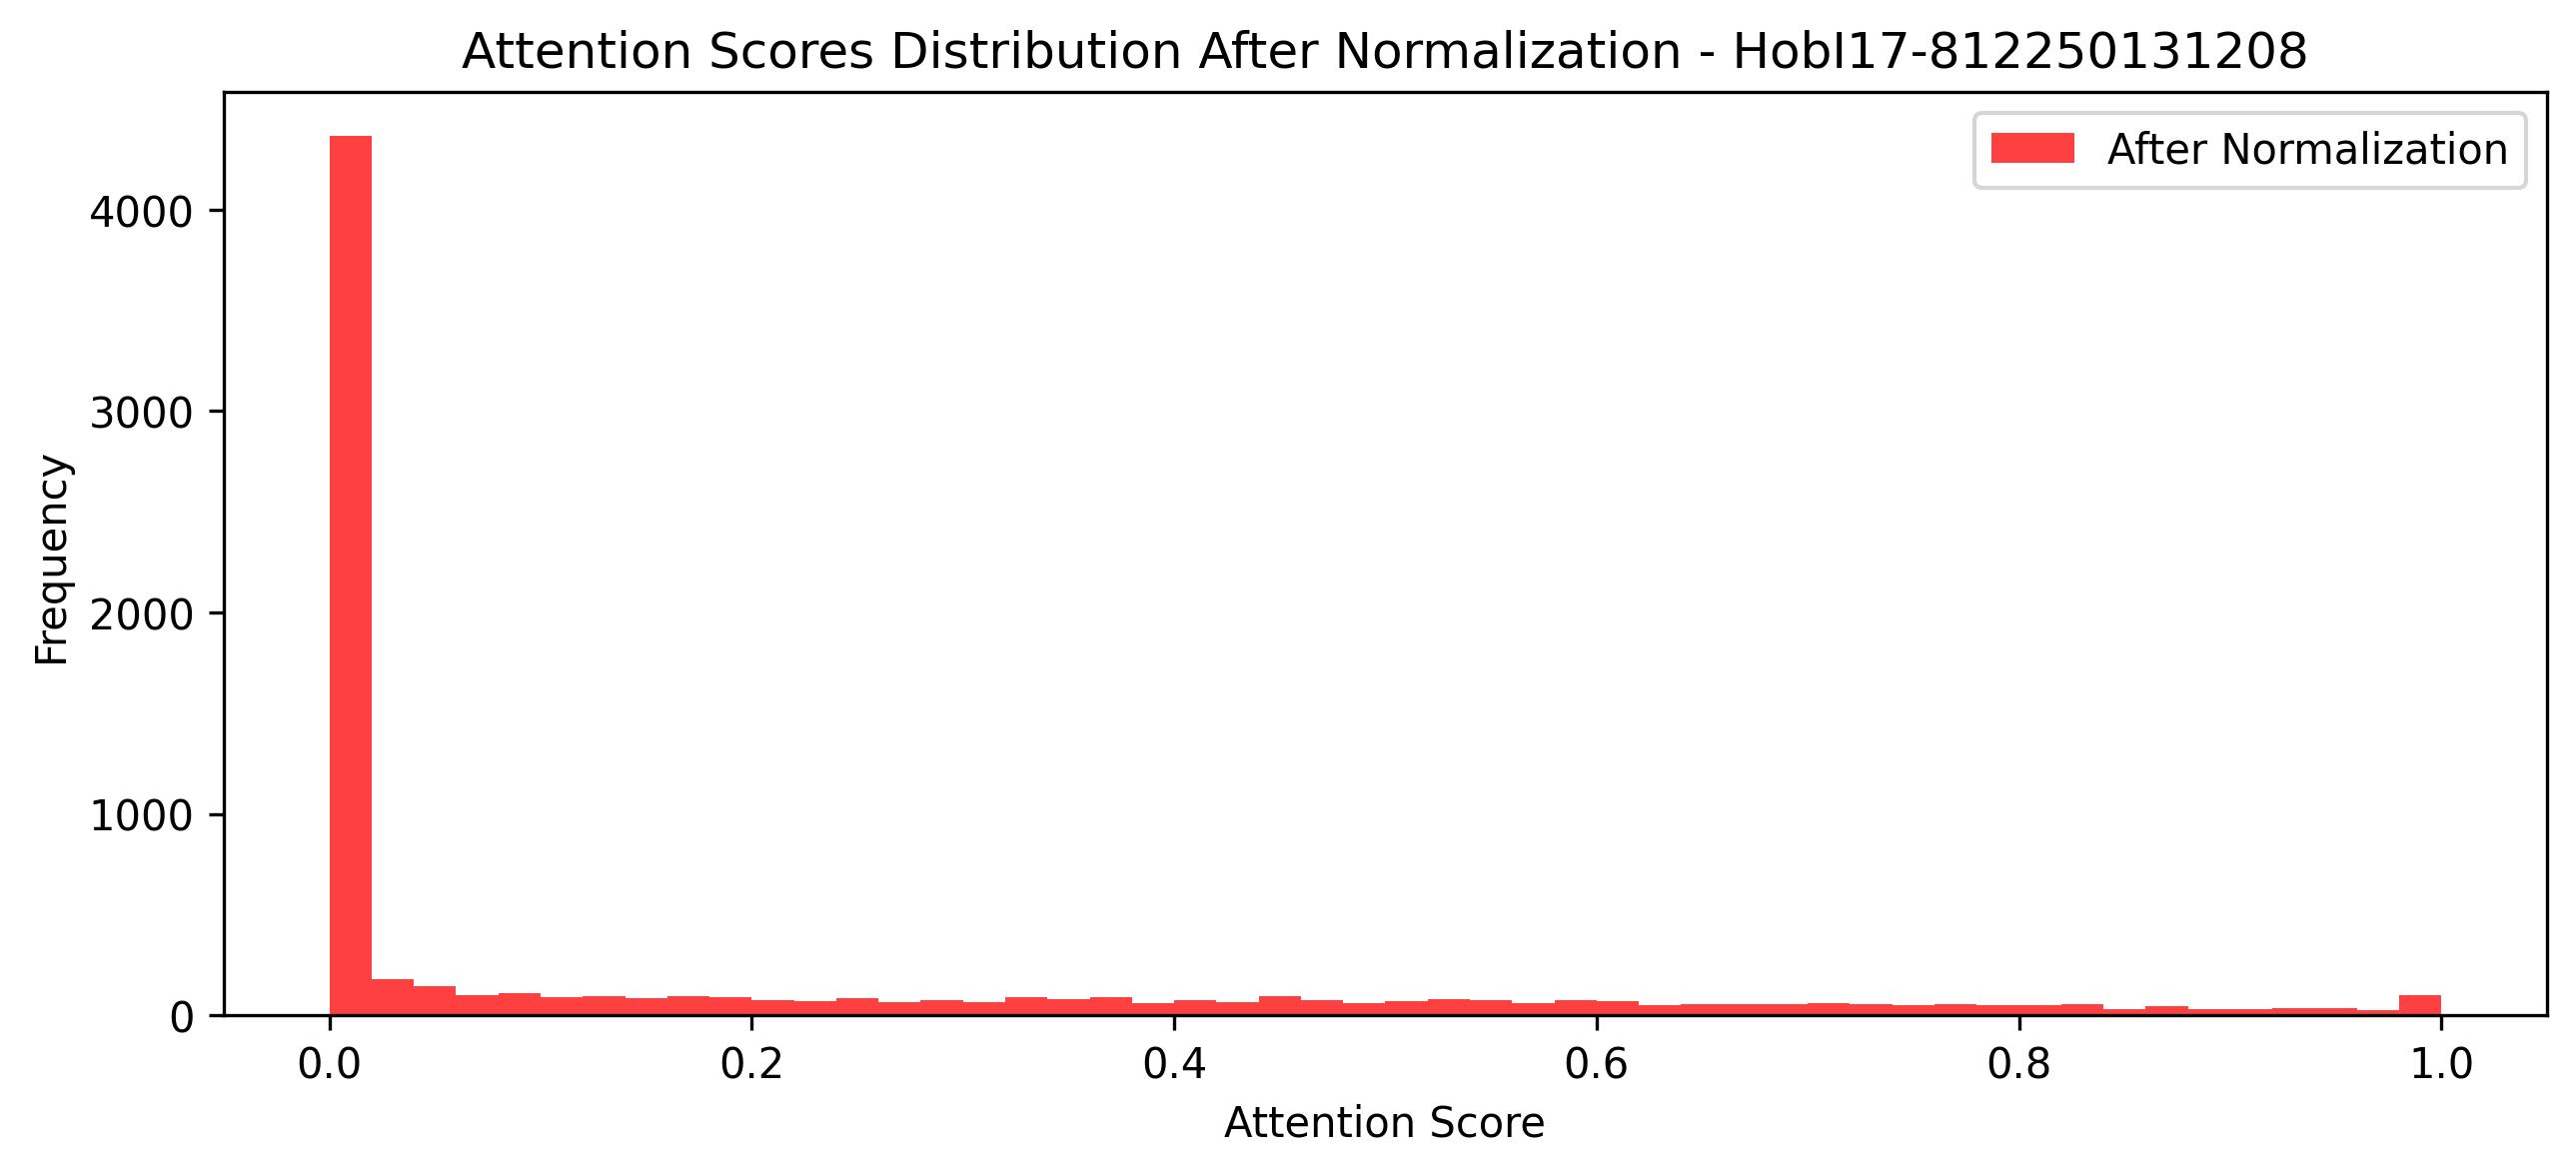 Attention Scores Distribution After Normalization - HobI17-812250131208
After Normalization
4000
3000
2000
1000
0
Frequency
0.0 0.2 0.4 0.6 0.8 1.0
Attention Score